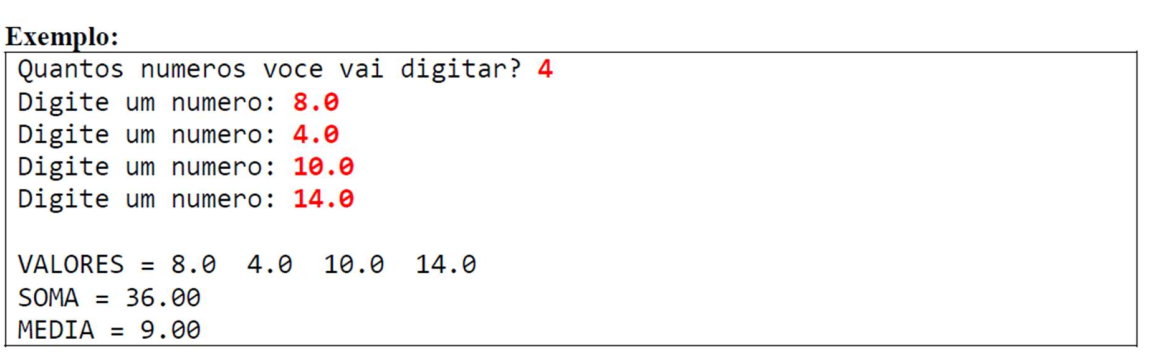 Exemplo:
Quantos numeros voce vai digitar? 4
Digite um numero: 8.0
Digite um numero: 4.0
Digite um numero: 10.0
Digite um numero: 14.0
VALORES = 8.0  4.0  10.0  14.0
SOMA = 36.00
MEDIA = 9.00